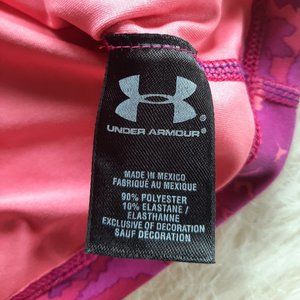 UNDER ARMOUR
MADE IN MEXICO
FABRIQUÉ AU MEXIQUE
90% POLYESTER
10% ELASTANE /
ELASTHANNE
EXCLUSIVE OF DECORATION
SAUF DECORATION